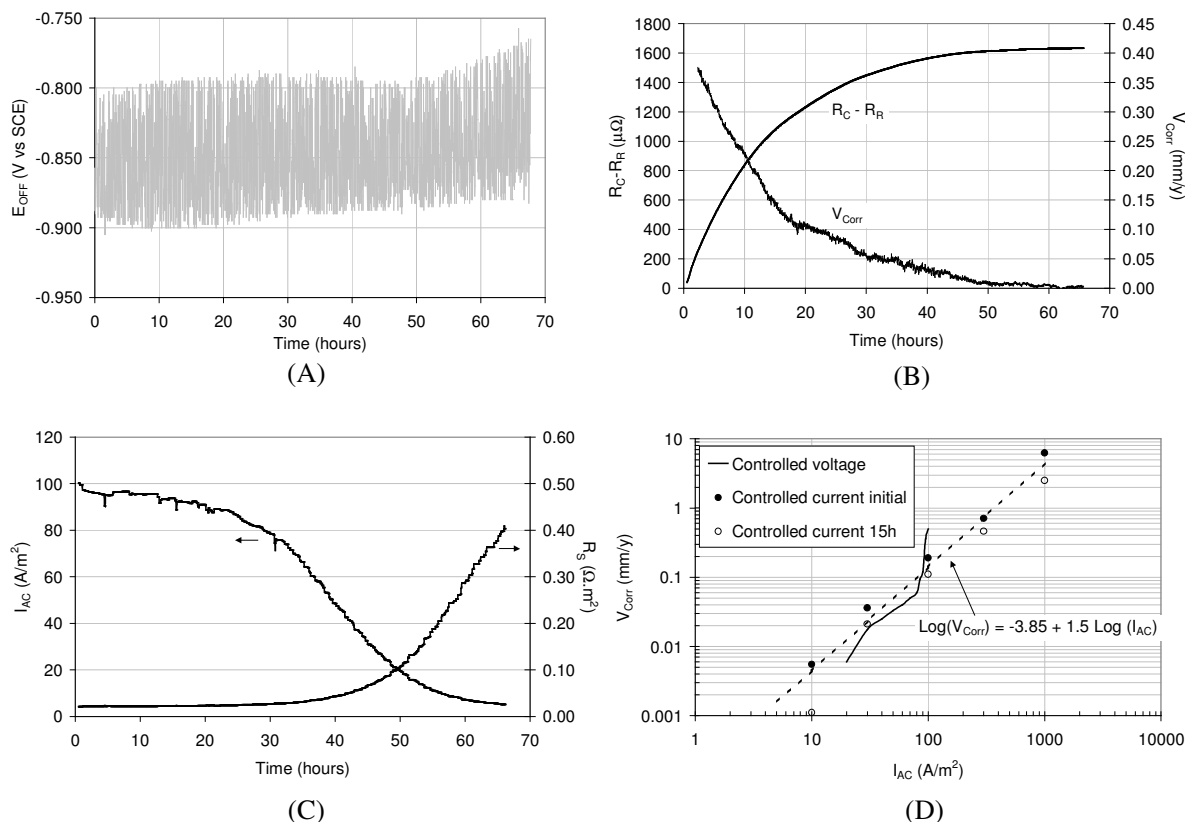 -0.750
-0.800
-0.850
-0.900
-0.950
E_OFF (V vs SCE)
0 10 20 30 40 50 60 70
Time (hours)
(A)
1800
1600
1400
1200
1000
800
600
400
200
0
R_C-R_R (μΩ)
R_C - R_R
V_Corr
0.45
0.40
0.35
0.30
0.25
0.20
0.15
0.10
0.05
0.00
V_Corr (mm/y)
0 10 20 30 40 50 60 70
Time (hours)
(B)
120
100
80
60
40
20
0
I_AC (A/m²)
0.60
0.50
0.40
0.30
0.20
0.10
0.00
R_S (Ω.m²)
0 10 20 30 40 50 60 70
Time (hours)
(C)
10
1
0.1
0.01
0.001
V_Corr (mm/y)
Controlled voltage
Controlled current initial
Controlled current 15h
Log(V_Corr) = -3.85 + 1.5 Log (I_AC)
1 10 100 1000 10000
I_AC (A/m²)
(D)